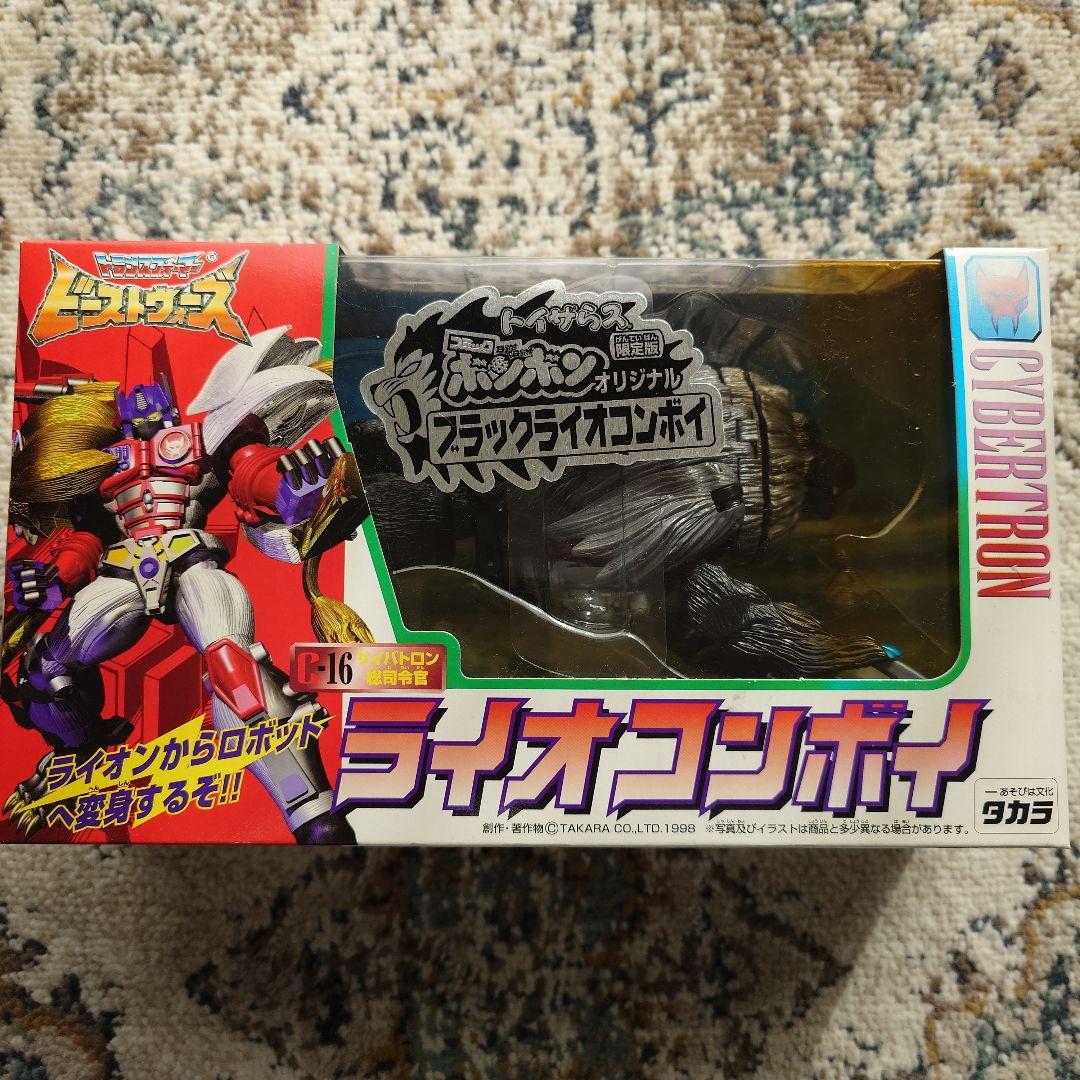 トランスフォーマー®
ビーストウォーズ
トイザらス
コミック
ボンボン
げんていばん
限定版
オリジナル
ブラックライオコンボイ
CYBERTRON
C-16
サイバトロン
総司令官
ライオンからロボット
へんしん
へ変身するぞ!!
ライオコンボイ
ーあそびは文化
タカラ
創作・著作物©TAKARA CO.,LTD.1998 ※写真及びイラストは商品と多少異なる場合があります。